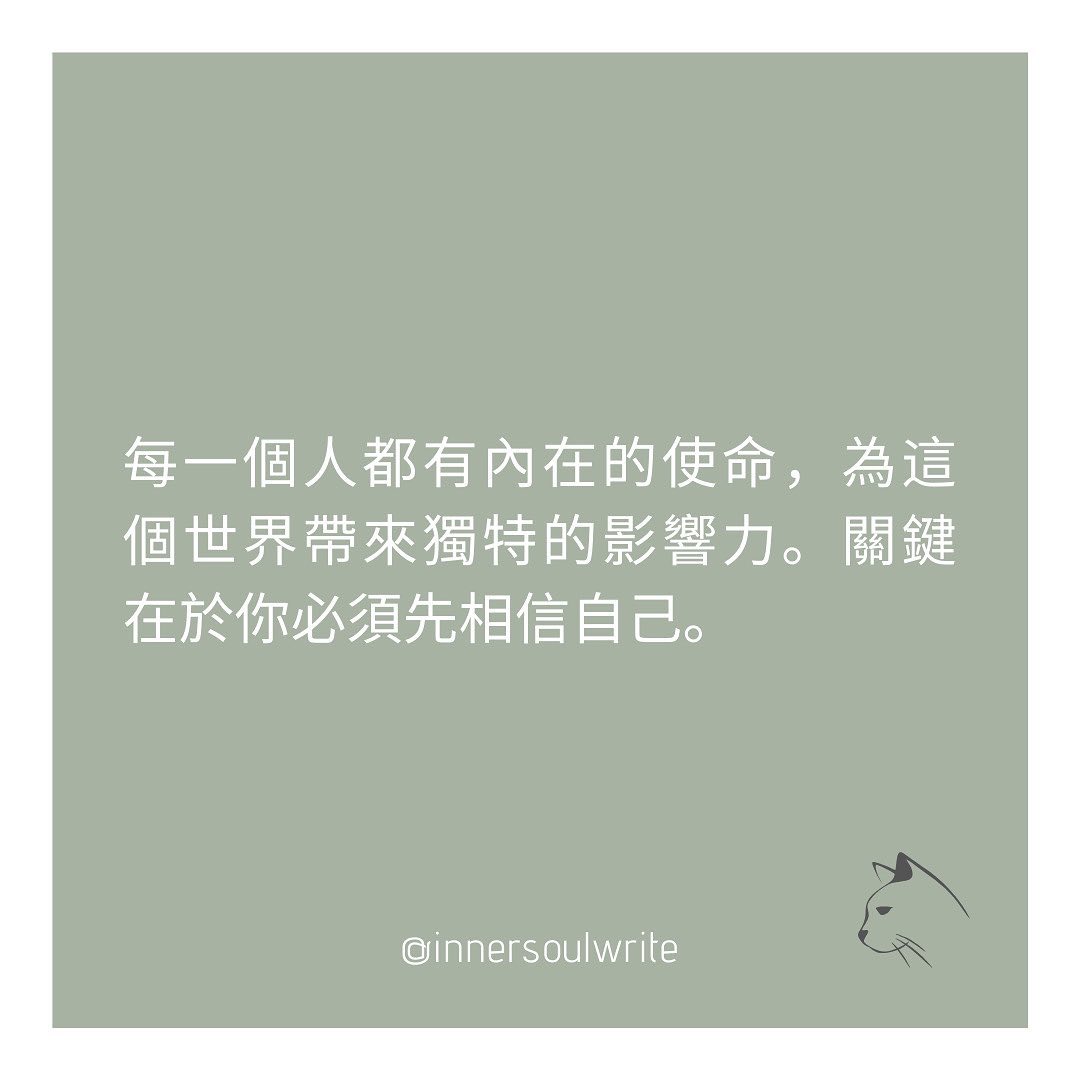 每一個人都有內在的使命，為這
個世界帶來獨特的影響力。關鍵
在於你必須先相信自己。
@innersoulwrite